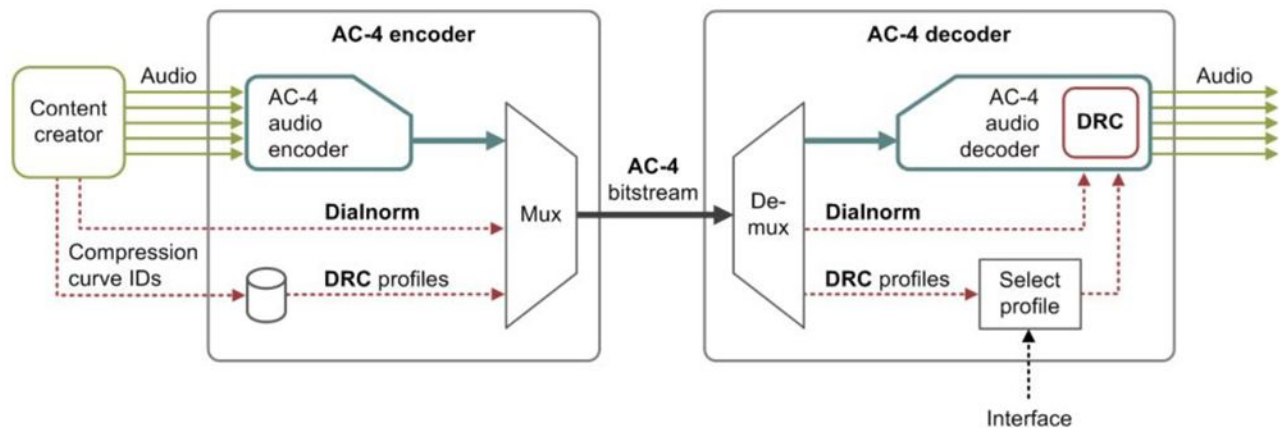 AC-4 encoder
Audio
Content
creator
AC-4
audio
encoder
Dialnorm
Compression
curve IDs
DRC profiles
Mux
AC-4
bitstream
AC-4 decoder
De-
mux
AC-4
audio
decoder
DRC
Audio
Dialnorm
DRC profiles
Select
profile
Interface